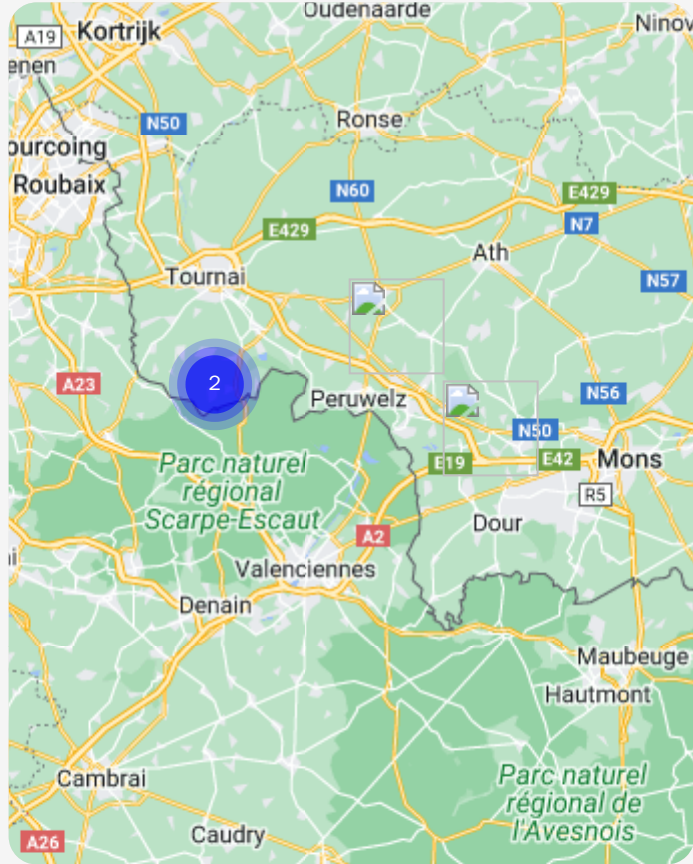 Oudenaarde
A19
Kortrijk
Ninov
enen
N50
Ronse
ourcoing
Roubaix
N60
E429
E429
N7
Ath
Tournai
N57
2
A23
Peruwelz
N56
N50
Parc naturel
régional
Scarpe-Escaut
E19
E42
Mons
R5
A2
Dour
Valenciennes
Denain
Maubeuge
Hautmont
Cambrai
Parc naturel
régional de
l'Avesnois
Caudry
A26